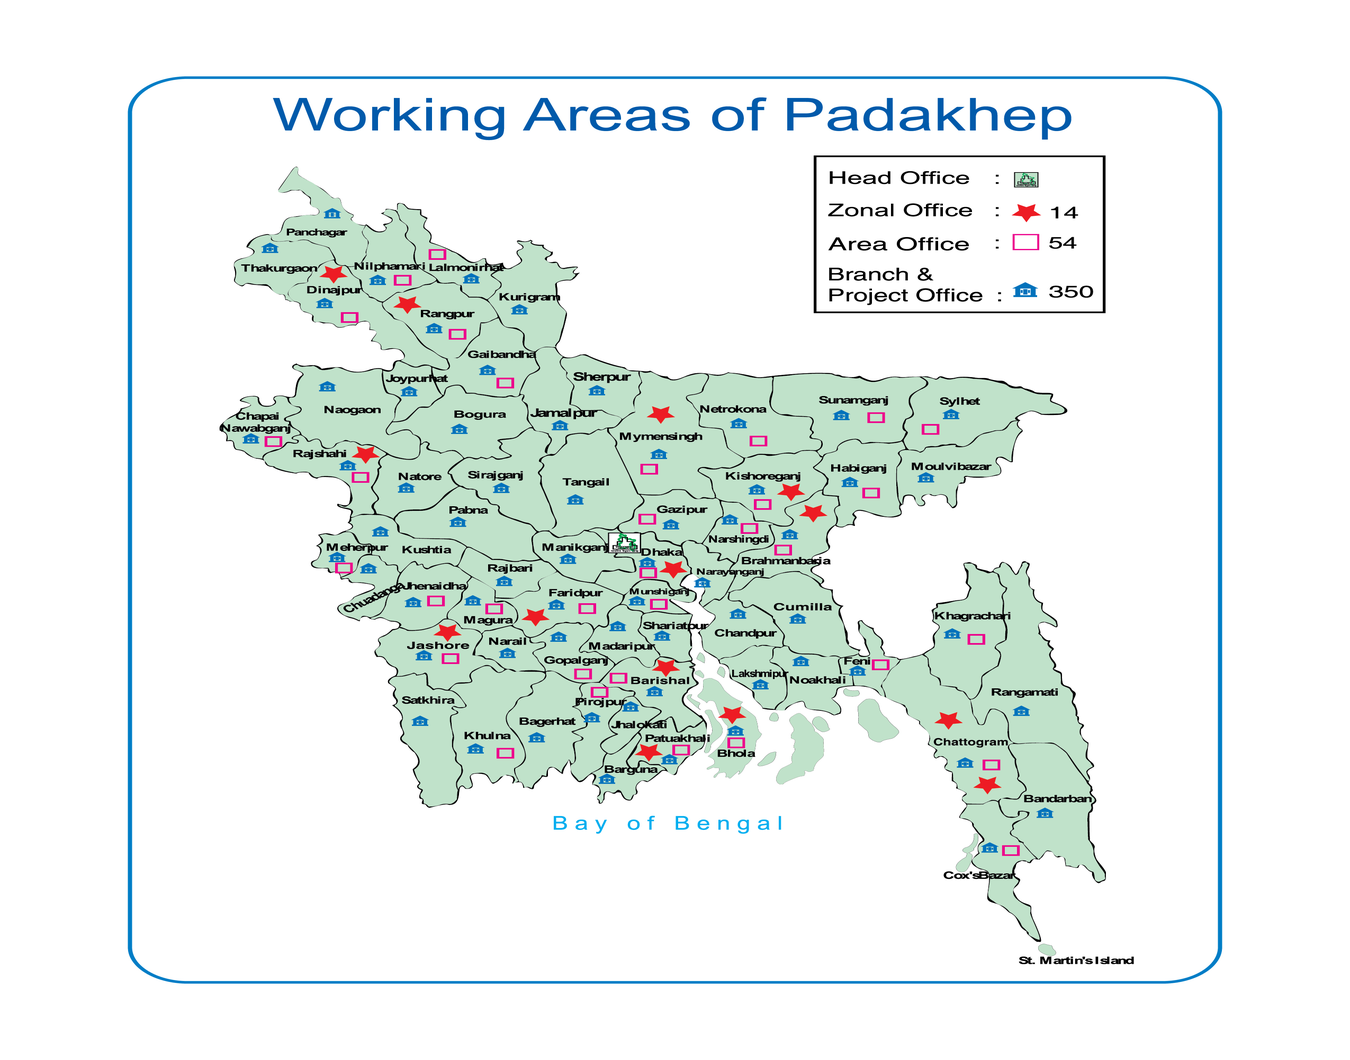 Working Areas of Padakhep
Head Office :
Zonal Office : 14
Area Office : 54
Branch &
Project Office : 350
Panchagar
Thakurgaon
Nilphamari
Lalmonirhat
Dinajpur
Kurigram
Rangpur
Gaibandha
Joypurhat
Sherpur
Naogaon
Chapai
Nawabganj
Bogura
Jamalpur
Netrokona
Sunamganj
Sylhet
Mymensingh
Rajshahi
Natore
Sirajganj
Tangail
Kishoreganj
Habiganj
Moulvibazar
Pabna
Gazipur
Narshingdi
Meherpur
Kushtia
Manikganj
Dhaka
Brahmanbaria
Rajbari
Narayanganj
Chuadanga
Jhenaidha
Faridpur
Munshiganj
Magura
Cumilla
Khagrachari
Shariatpur
Chandpur
Jashore
Narail
Madaripur
Gopalganj
Feni
Lakshmipur
Noakhali
Barishal
Rangamati
Satkhira
Pirojpur
Bagerhat
Jhalokati
Khulna
Patuakhali
Chattogram
Bhola
Barguna
Bandarban
Bay of Bengal
Cox'sBazar
St. Martin's Island